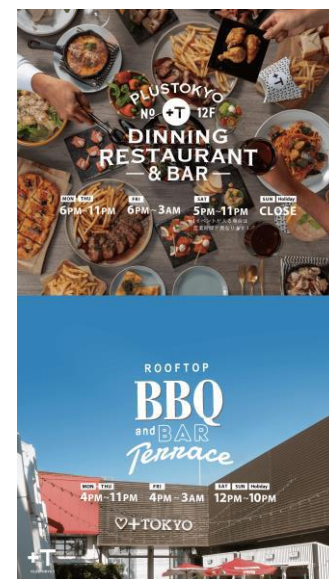 PLUSTOKYO
No +T 12F
DINNING
RESTAURANT
& BAR
MON THU FRI SAT SUN Holiday
6PM~11PM 6PM~3AM 5PM~11PM CLOSE
ROOFTOP
BBQ
and BAR
Terrace
MON THU FRI SAT SUN Holiday
4PM~11PM 4PM~3AM 12PM~10PM
♡+TOKYO
+T